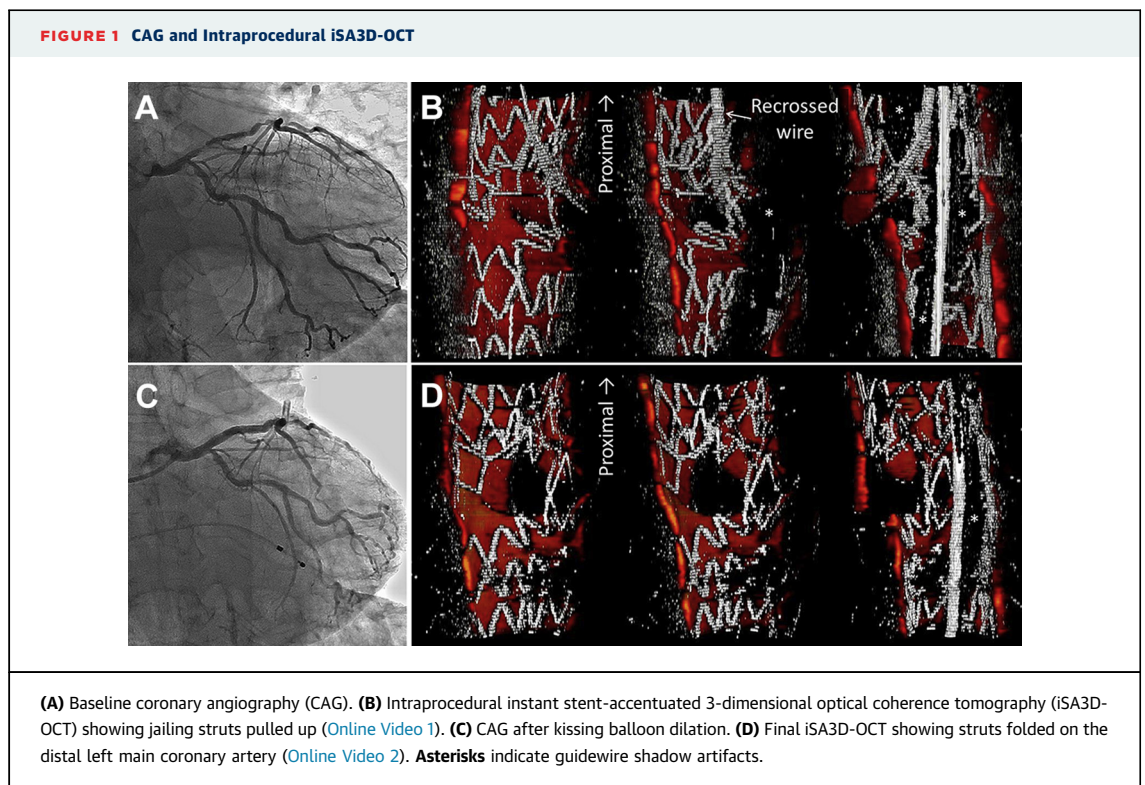 FIGURE 1 CAG and Intraprocedural iSA3D-OCT
A
B
Proximal →
Recrossed
wire
*
*
*
*
C
D
Proximal →
*
(A) Baseline coronary angiography (CAG). (B) Intraprocedural instant stent-accentuated 3-dimensional optical coherence tomography (iSA3D-
OCT) showing jailing struts pulled up (Online Video 1). (C) CAG after kissing balloon dilation. (D) Final iSA3D-OCT showing struts folded on the
distal left main coronary artery (Online Video 2). Asterisks indicate guidewire shadow artifacts.